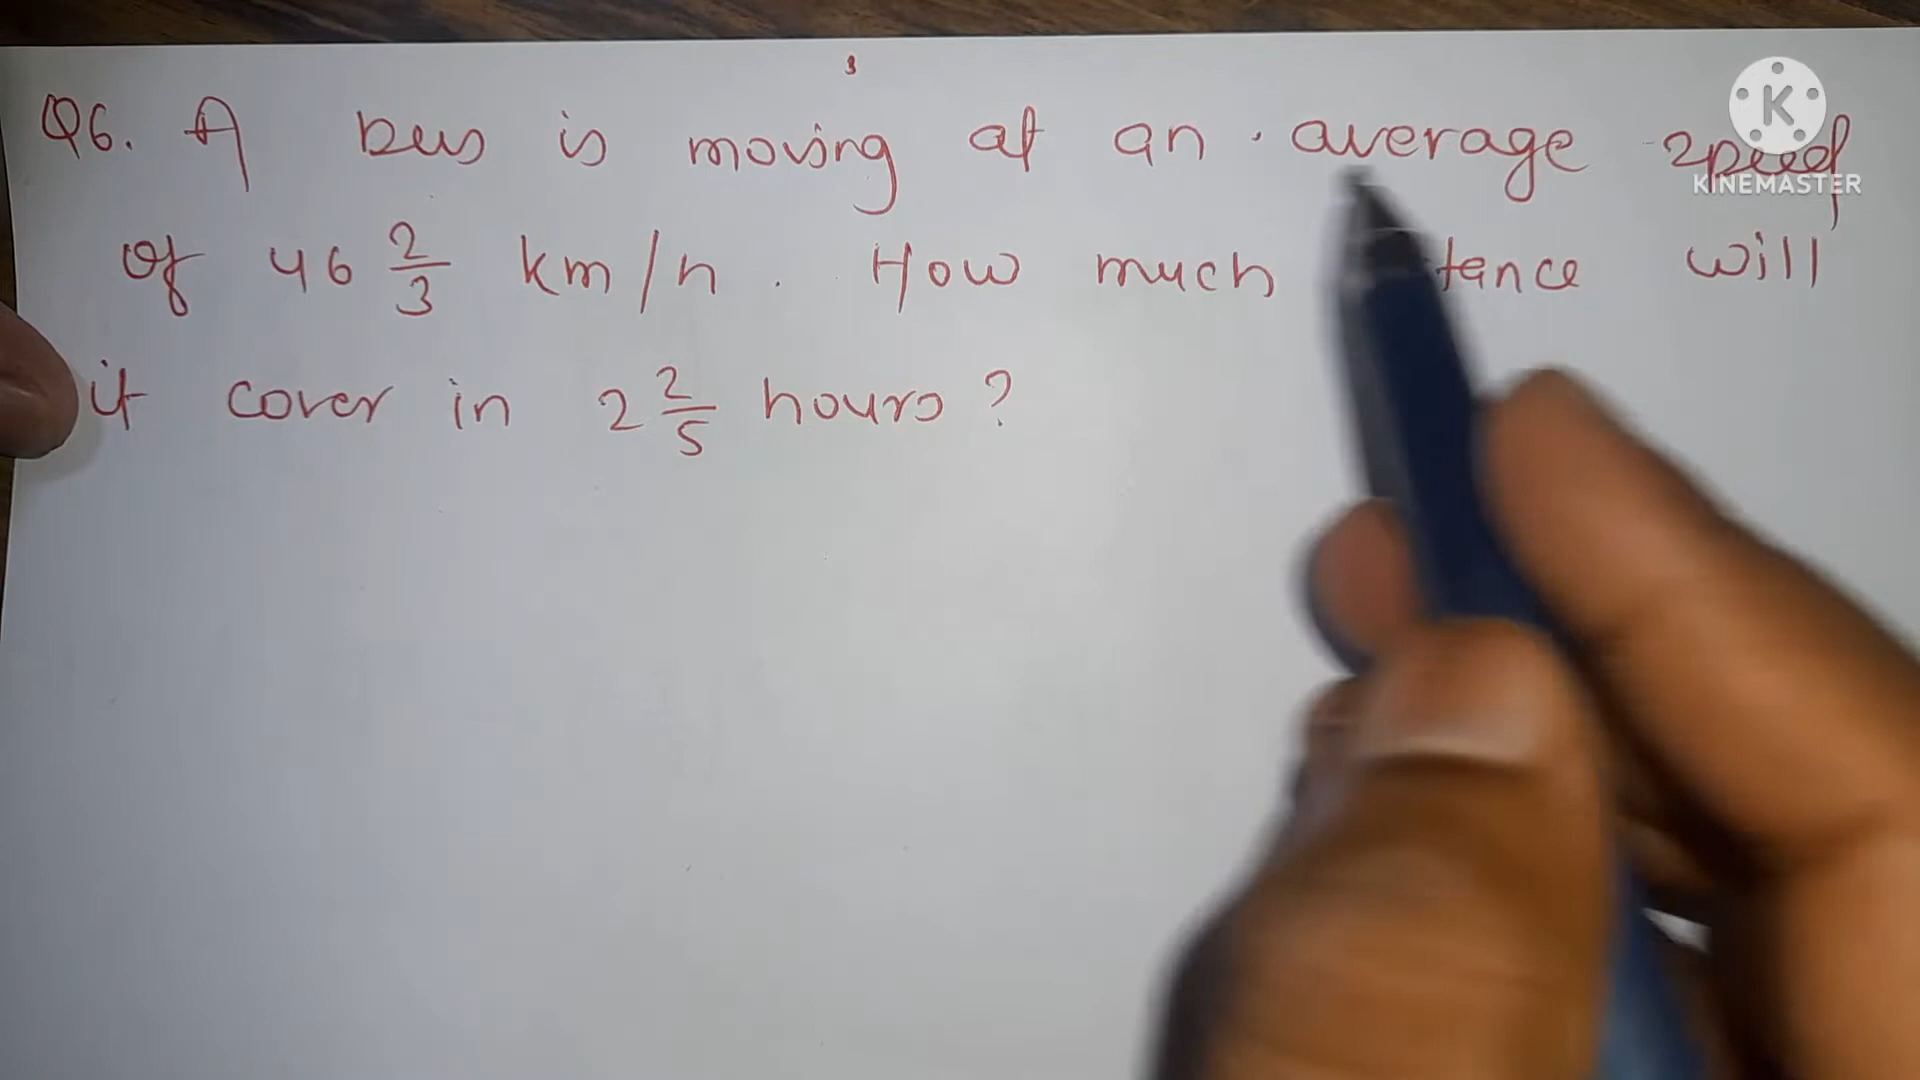 3
Q6. A bus is moving at an average speed
of 46 2/3 km/h. How much tance will
it cover in 2 2/5 hours?
K
KINEMASTER